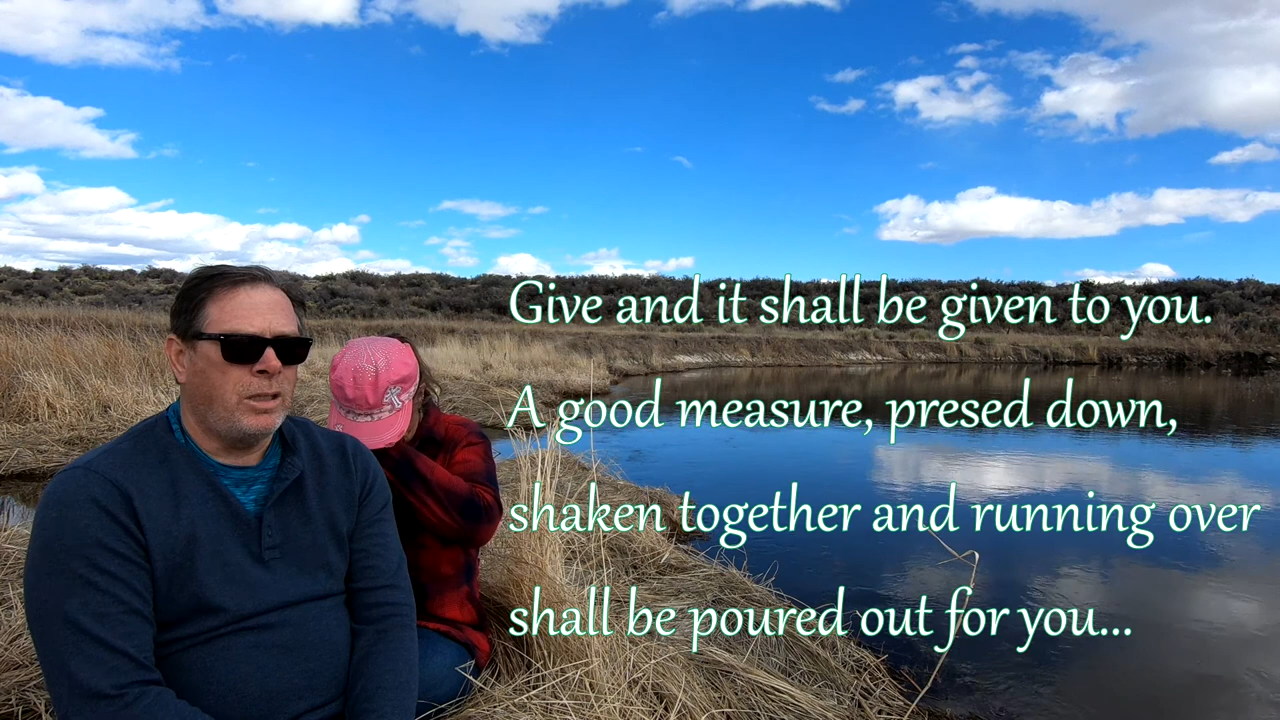 Give and it shall be given to you.
A good measure, presed down,
shaken together and running over
shall be poured out for you...